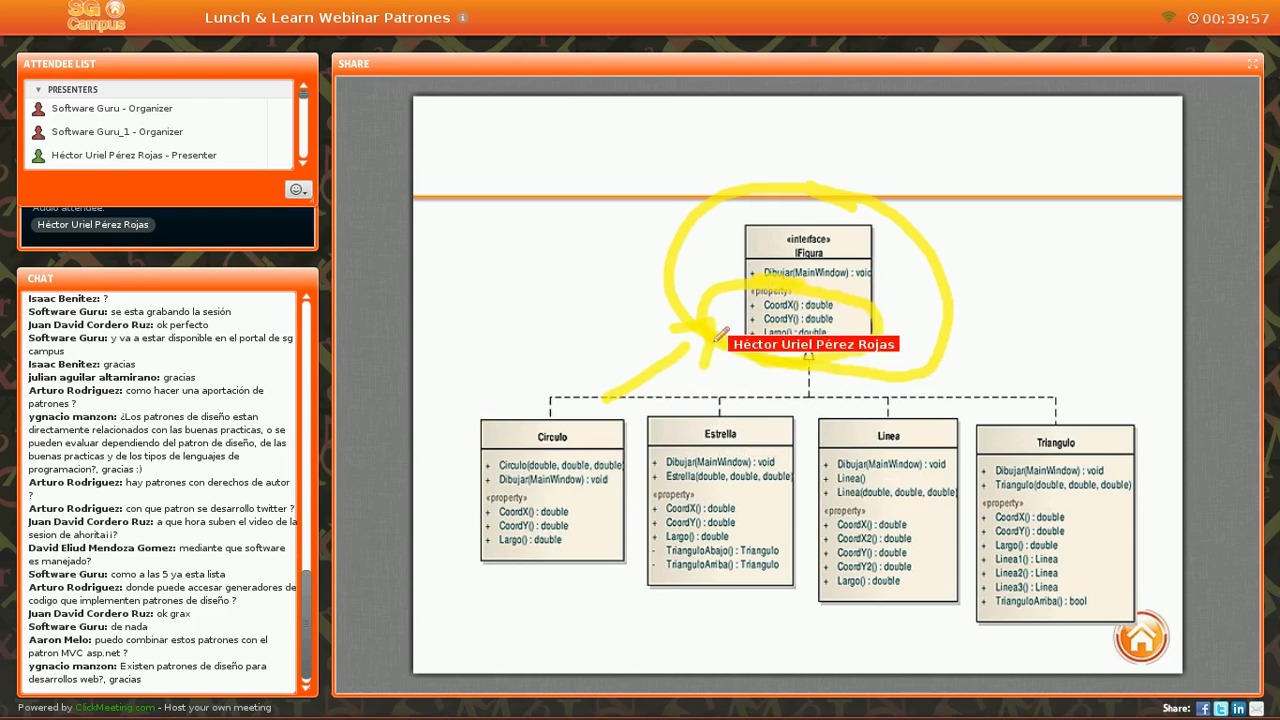 SG
Campus
Lunch & Learn Webinar Patrones
i
00:39:57
ATTENDEE LIST
PRESENTERS
Software Guru - Organizer
Software Guru_1 - Organizer
Héctor Uriel Pérez Rojas - Presenter
Audio attendee:
Héctor Uriel Pérez Rojas
CHAT
Isaac Benitez: ?
Software Guru: se esta grabando la
sesión
Juan David Cordero Ruz: ok perfecto
Software Guru: y va a estar disponible en el portal de sg
campus
Isaac Benitez: gracias
julian aguilar altamirano: gracias
Arturo Rodriguez: como hacer una aportación de
patrones ?
ygnacio manzon: ¿Los patrones de diseño estan
directamente relacionados con las buenas practicas, o se
pueden evaluar dependiendo del patron de diseño, de las
buenas practicas y de los tipos de lenguajes de
programacion?, gracias :)
Arturo Rodriguez: hay patrones con derechos de autor
?
Arturo Rodriguez: con que patron se desarrollo twitter ?
Juan David Cordero Ruz: a que hora suben el video de la
sesion de ahorita¡¡?
David Eliud Mendoza Gomez: mediante que software
es manejado?
Software Guru: como a las 5 ya esta lista
Arturo Rodriguez: donde puede accesar generadores de
codigo que implementen patrones de diseño ?
Juan David Cordero Ruz: ok grax
Software Guru: de nada
Aaron Melo: puedo combinar estos patrones con el
patron MVC asp.net ?
ygnacio manzon: Existen patrones de diseño para
desarrollos web?, gracias
SHARE
«interface»
IFigura
+ Dibujar(MainWindow) : void
«property»
+ CoordX() : double
+ CoordY() : double
+ Largo() : double
Héctor Uriel Pérez Rojas
Circulo
+ Circulo(double, double, double)
+ Dibujar(MainWindow) : void
«property»
+ CoordX() : double
+ CoordY() : double
+ Largo() : double
Estrella
+ Dibujar(MainWindow) : void
+ Estrella(double, double, double)
«property»
+ CoordX() : double
+ CoordY() : double
+ Largo() : double
- TrianguloAbajo() : Triangulo
- TrianguloArriba() : Triangulo
Linea
+ Dibujar(MainWindow) : void
+ Linea()
+ Linea(double, double, double)
«property»
+ CoordX() : double
+ CoordX2() : double
+ CoordY() : double
+ CoordY2() : double
+ Largo() : double
Triangulo
+ Dibujar(MainWindow) : void
+ Triangulo(double, double, double)
«property»
+ CoordX() : double
+ CoordY() : double
+ Largo() : double
+ Linea1() : Linea
+ Linea2() : Linea
+ Linea3() : Linea
+ TrianguloArriba() : bool
Powered by ClickMeeting.com - Host your own meeting
Share: